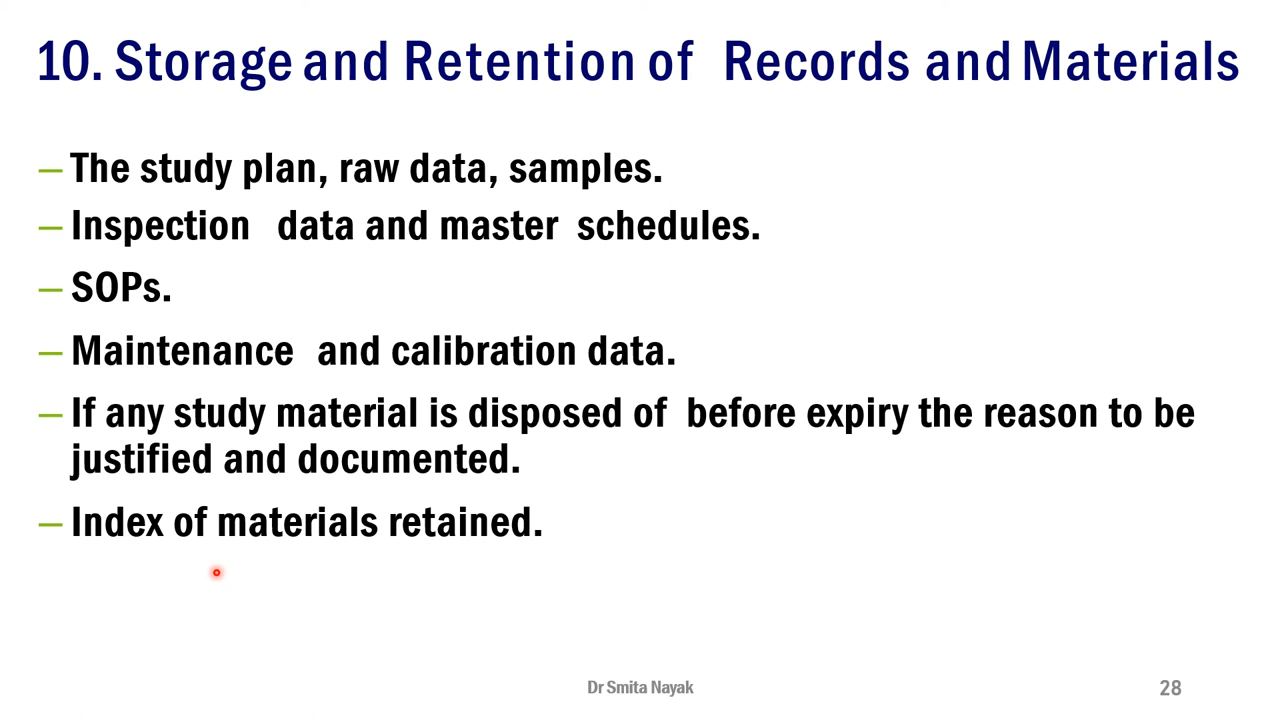 10. Storage and Retention of Records and Materials
– The study plan, raw data, samples.
– Inspection data and master schedules.
– SOPs.
– Maintenance and calibration data.
– If any study material is disposed of before expiry the reason to be
justified and documented.
– Index of materials retained.
Dr Smita Nayak
28